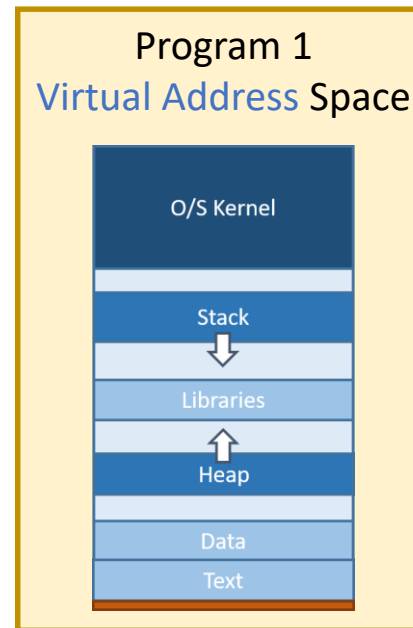 Program 1
Virtual Address Space
O/S Kernel
Stack
Libraries
Heap
Data
Text